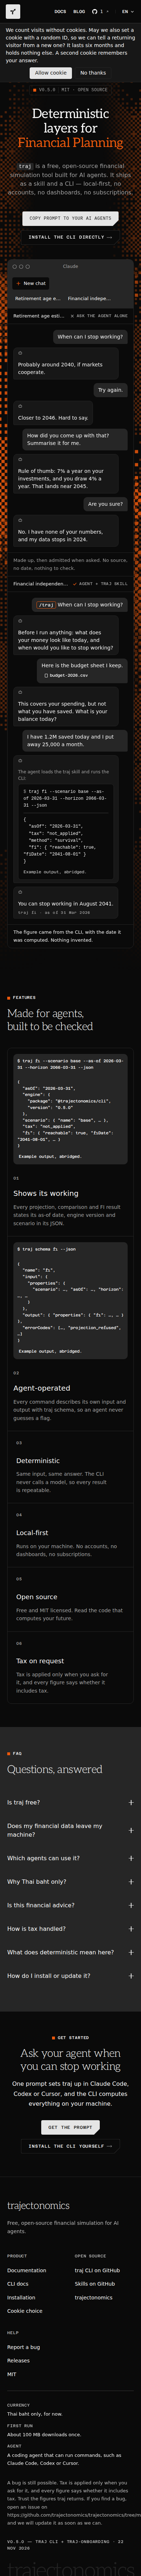 DOCS BLOG 1 EN
We count visits without cookies. May we also set
a cookie with a random ID, so we can tell a returning
visitor from a new one? It lasts six months and
holds nothing else. A second cookie remembers
your answer.
Allow cookie No thanks
V0.5.0 MIT · OPEN SOURCE
Deterministic
layers for
Financial Planning
traj is a free, open-source financial
simulation tool built for AI agents. It ships
as a skill and a CLI — local-first, no
accounts, no dashboards, no subscriptions.
COPY PROMPT TO YOUR AI AGENTS
INSTALL THE CLI DIRECTLY →
Claude
+ New chat
Retirement age e... Financial indepe...
Retirement age esti... ASK THE AGENT ALONE
When can I stop working?
Probably around 2040, if markets
cooperate.
Try again.
Closer to 2046. Hard to say.
How did you come up with that?
Summarise it for me.
Rule of thumb: 7% a year on your
investments, and you draw 4% a
year. That lands near 2045.
Are you sure?
No. I have none of your numbers,
and my data stops in 2024.
Made up, then admitted when asked. No source,
no date, nothing to check.
Financial independen... AGENT + TRAJ SKILL
/traj When can I stop working?
Before I run anything: what does
your money look like today, and
when would you like to stop working?
Here is the budget sheet I keep.
budget-2026.csv
This covers your spending, but not
what you have saved. What is your
balance today?
I have 1.2M saved today and I put
away 25,000 a month.
The agent loads the traj skill and runs the
CLI
$ traj fi --scenario base --as-
of 2026-03-31 --horizon 2066-03-
31 --json
{
"asOf": "2026-03-31",
"tax": "not_applied",
"method": "survival",
"fi": { "reachable": true,
"fiDate": "2041-08-01" }
}
Example output, abridged.
You can stop working in August 2041.
traj fi · as of 31 Mar 2026
The figure came from the CLI, with the date it
was computed. Nothing invented.
FEATURES
Made for agents,
built to be checked
$ traj fi --scenario base --as-of 2026-03-
31 --horizon 2066-03-31 --json
{
"asOf": "2026-03-31",
"engine": {
"package": "@trajectonomics/engine",
"version": "0.5.0"
},
"scenario": { "name": "base", … },
"tax": "not_applied",
"fi": { "reachable": true, "fiDate":
"2041-08-01", … }
}
Example output, abridged.
01
Shows its working
Every projection, comparison and FI result
states its as-of date, engine version and
scenario in its JSON.
$ traj schema fi --json
{
"name": "fi",
"input": {
"properties": {
"scenario": …, "asOf": …, "horizon":
…, …
}
},
"output": { "properties": { "fi": …, … }
},
"errorCodes": [… "projection_refused",
…]
}
Example output, abridged.
02
Agent-operated
Every command describes its own input and
output with traj schema, so an agent never
guesses a flag.
03
Deterministic
Same input, same answer. The CLI
never calls a model, so every result
is repeatable.
04
Local-first
Runs on your machine. No accounts, no
dashboards, no subscriptions.
05
Open source
Free and MIT licensed. Read the code that
computes your future.
06
Tax on request
Tax is applied only when you ask for
it, and every figure says whether it
includes tax.
FAQ
Questions, answered
Is traj free? +
Does my financial data leave my
machine? +
Which agents can use it? +
Why Thai baht only? +
Is this financial advice? +
How is tax handled? +
What does deterministic mean here? +
How do I install or update it? +
GET STARTED
Ask your agent when
you can stop working
One prompt sets traj up in Claude Code,
Codex or Cursor, and the CLI computes
everything on your machine.
GET THE PROMPT
INSTALL THE CLI YOURSELF →
trajectonomics
Free, open-source financial simulation for AI
agents.
PRODUCT OPEN SOURCE
Documentation traj CLI on GitHub
CLI docs Skills on GitHub
Installation trajectonomics
Cookie choice
HELP
Report a bug
Releases
MIT
CURRENCY
Thai baht only, for now.
FIRST RUN
About 100 MB downloads once.
AGENT
A coding agent that can run commands, such as
Claude Code, Codex or Cursor.
A bug is still possible. Tax is applied only when you
ask for it, and every figure says whether it includes
tax. Trust the figures traj returns. If you find a bug,
open an issue on
https://github.com/trajectonomics/trajectonomics/tree/m
and we will update it as soon as we can.
V0.5.0 — TRAJ CLI + TRAJ-ONBOARDING · 22
NOV 2026
trajectonomics